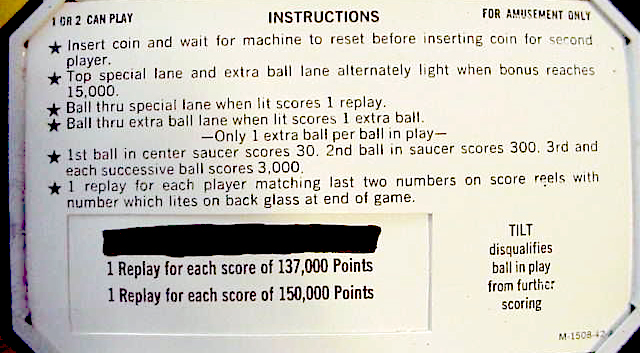 1 OR 2 CAN PLAY INSTRUCTIONS FOR AMUSEMENT ONLY
★ Insert coin and wait for machine to reset before inserting coin for second
player.
★ Top special lane and extra ball lane alternately light when bonus reaches
15,000.
★ Ball thru special lane when lit scores 1 replay.
★ Ball thru extra ball lane when lit scores 1 extra ball.
—Only 1 extra ball per ball in play—
★ 1st ball in center saucer scores 30. 2nd ball in saucer scores 300. 3rd and
each successive ball scores 3,000.
★ 1 replay for each player matching last two numbers on score reels with
number which lites on back glass at end of game.
1 Replay for each score of 137,000 Points
1 Replay for each score of 150,000 Points
TILT
disqualifies
ball in play
from further
scoring